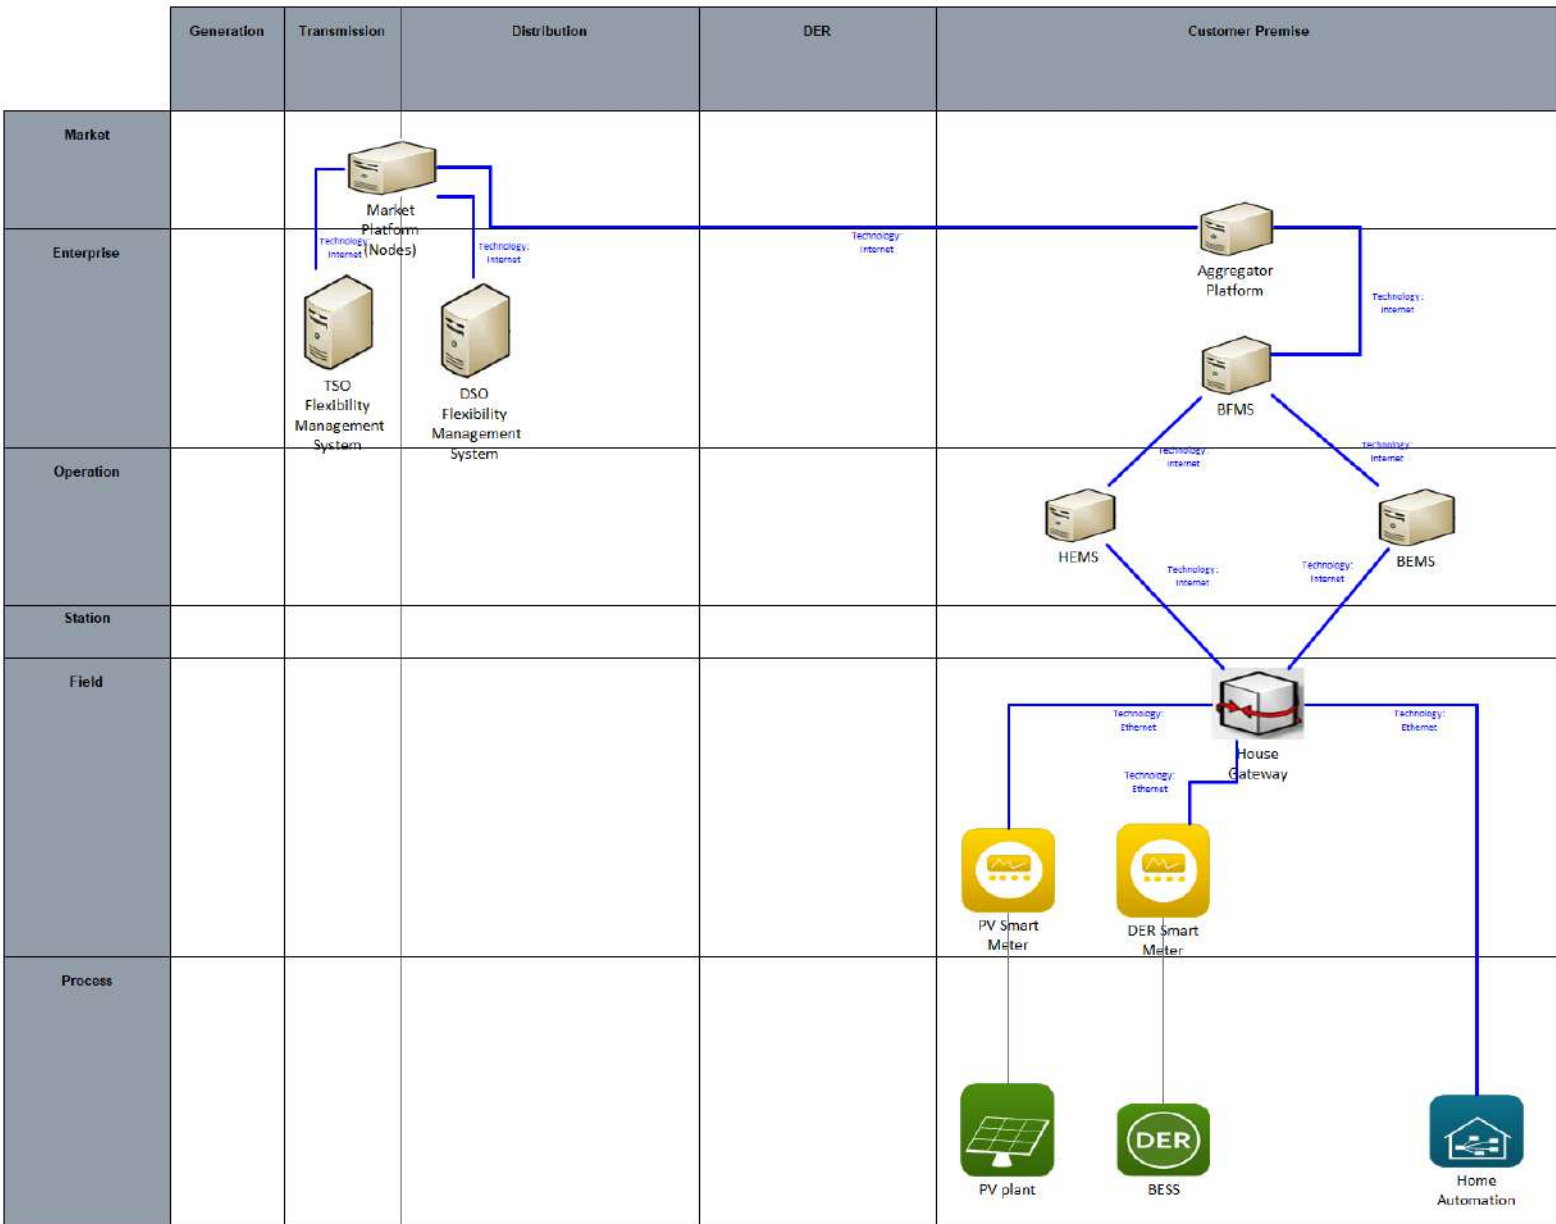 Generation
Transmission
Distribution
DER
Customer Premise
Market
Market
Platform
(Nodes)
Technology:
Internet
Technology:
Internet
Technology:
Internet
Enterprise
Aggregator
Platform
Technology:
Internet
TSO
Flexibility
Management
System
DSO
Flexibility
Management
System
BFMS
Technology:
Internet
Technology:
Internet
Operation
HEMS
BEMS
Technology:
Internet
Technology:
Internet
Station
Field
Technology:
Ethernet
Technology:
Ethernet
House
Gateway
Technology:
Ethernet
PV Smart
Meter
DER Smart
Meter
Process
DER
PV plant
BESS
Home
Automation